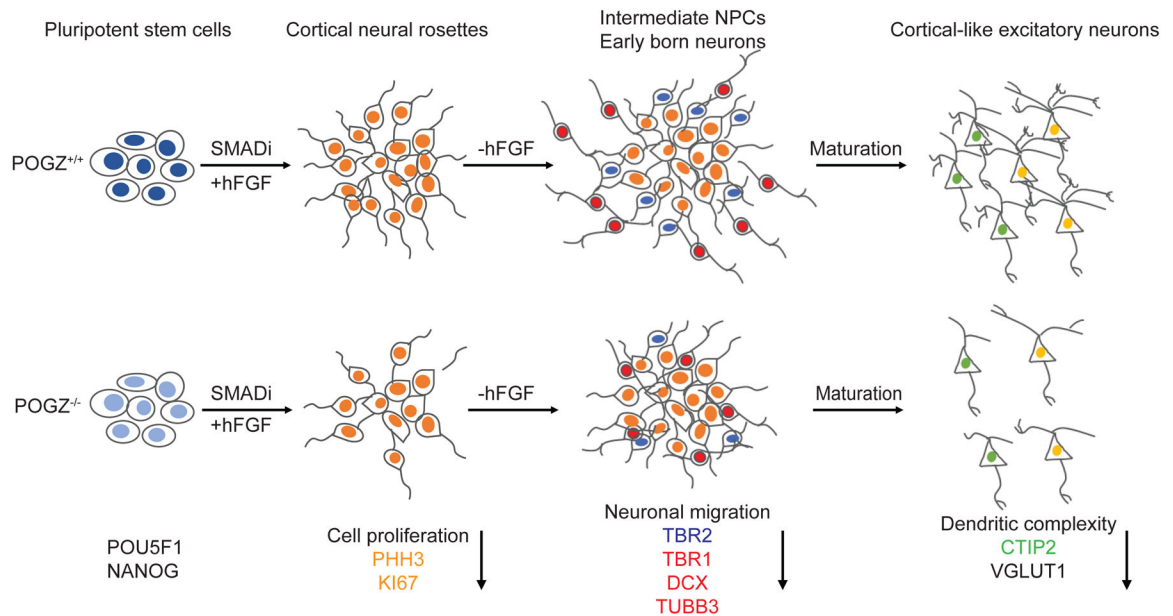 Pluripotent stem cells
Cortical neural rosettes
Intermediate NPCs
Early born neurons
Cortical-like excitatory neurons
POGZ+/+
SMADi
+hFGF
-hFGF
Maturation
POGZ-/-
SMADi
+hFGF
-hFGF
Maturation
POU5F1
NANOG
Cell proliferation
PHH3
KI67
Neuronal migration
TBR2
TBR1
DCX
TUBB3
Dendritic complexity
CTIP2
VGLUT1